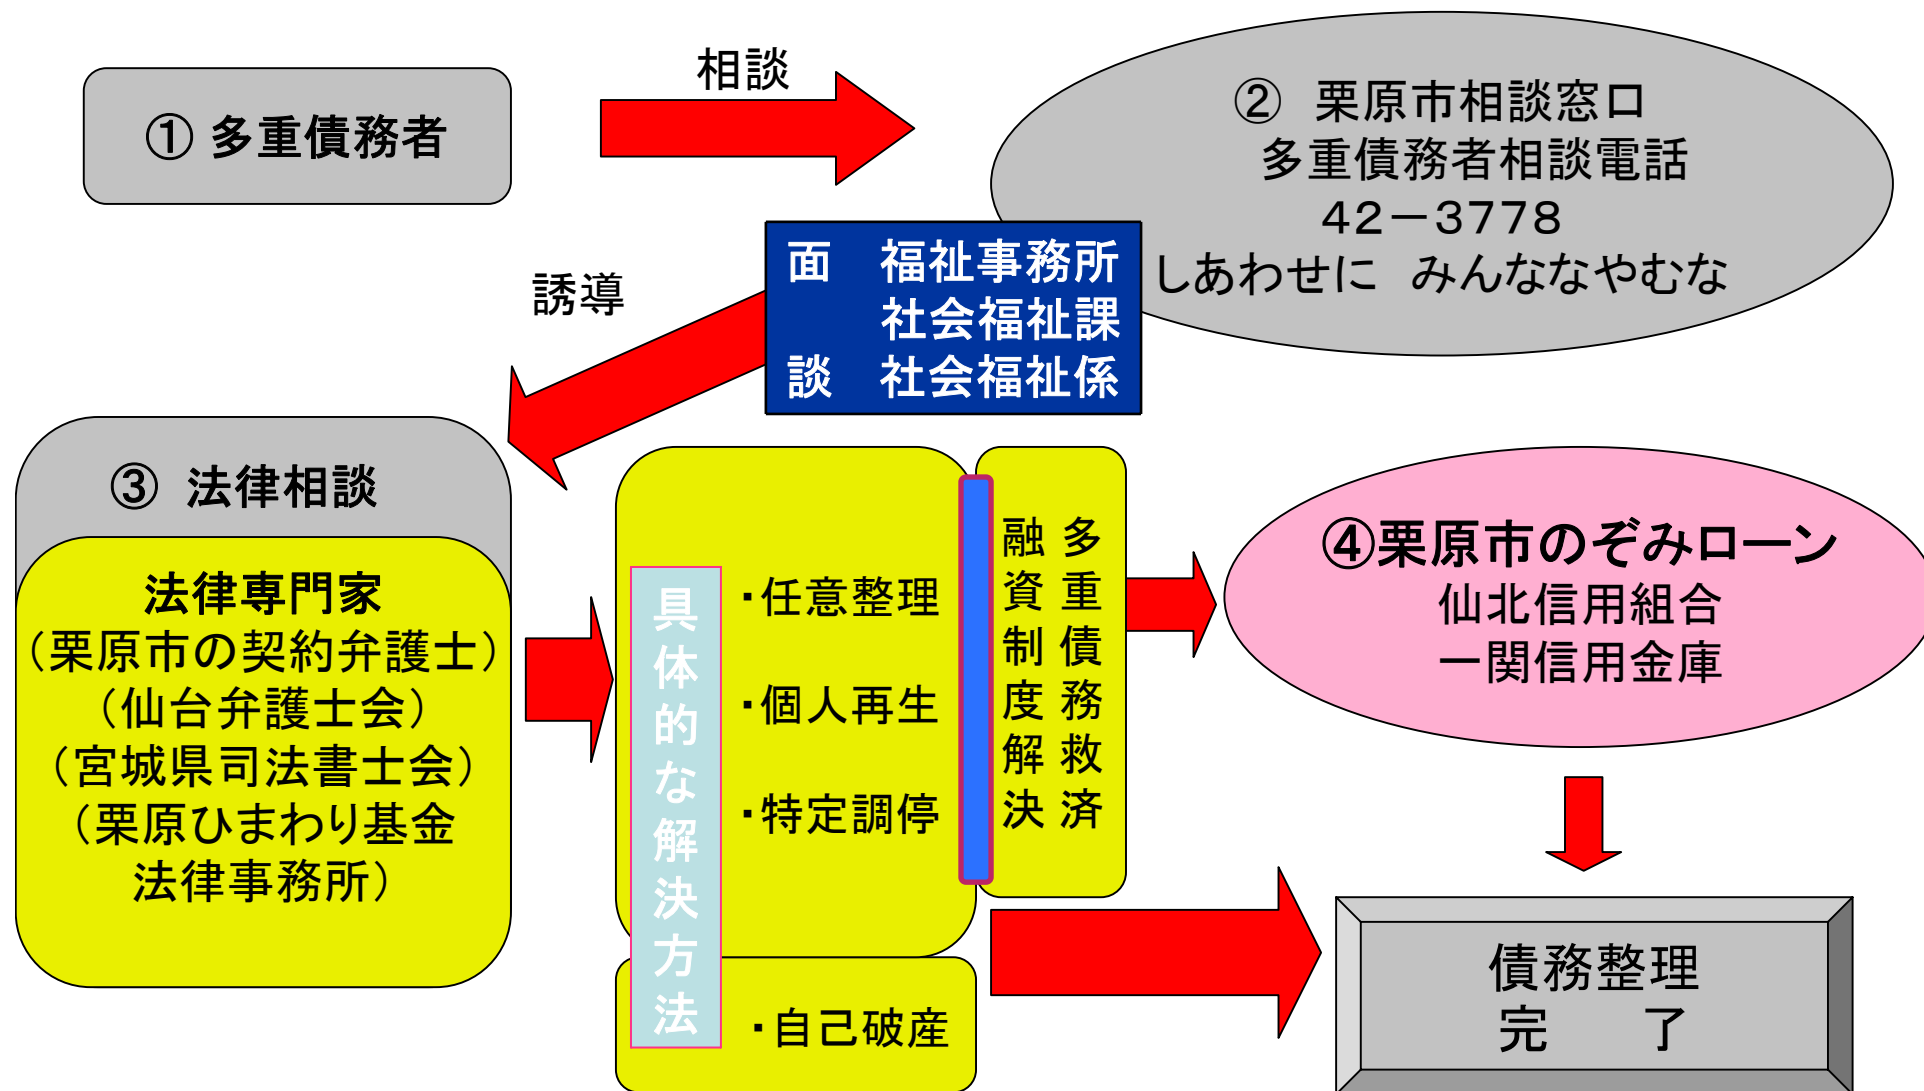 ① 多重債務者
相談
② 栗原市相談窓口
多重債務者相談電話
42－3778
しあわせに みんななやむな
面談
福祉事務所
社会福祉課
社会福祉係
誘導
③ 法律相談
法律専門家
（栗原市の契約弁護士）
（仙台弁護士会）
（宮城県司法書士会）
（栗原ひまわり基金
法律事務所）
具体的な解決方法
・任意整理
・個人再生
・特定調停
・自己破産
多重債務救済
融資制度解決
④栗原市のぞみローン
仙北信用組合
一関信用金庫
債務整理
完 了